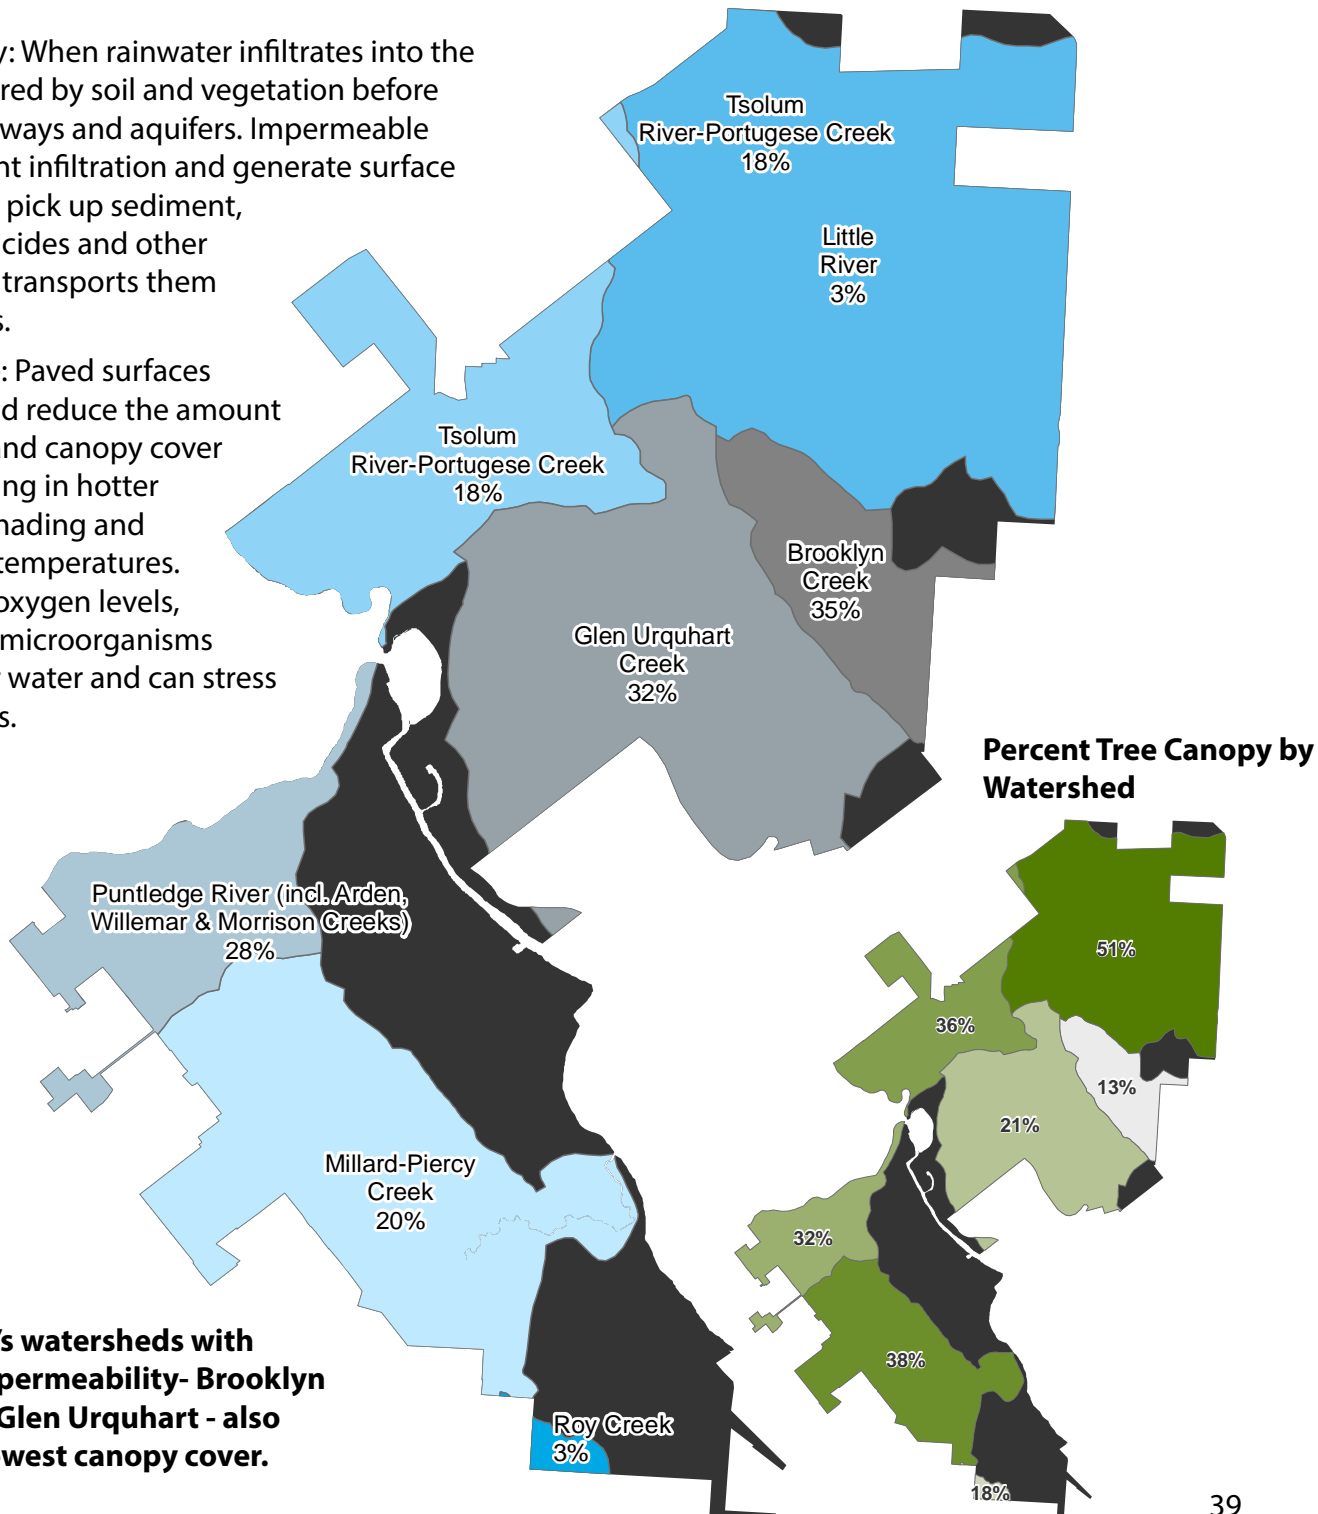 y: When rainwater infiltrates into the
red by soil and vegetation before
ways and aquifers. Impermeable
nt infiltration and generate surface
pick up sediment,
cides and other
transports them
s.
: Paved surfaces
d reduce the amount
and canopy cover
ng in hotter
hading and
temperatures.
oxygen levels,
microorganisms
r water and can stress
s.
Tsolum
River-Portugese Creek
18%
Little
River
3%
Tsolum
River-Portugese Creek
18%
Brooklyn
Creek
35%
Glen Urquhart
Creek
32%
Puntledge River (incl. Arden,
Willemar & Morrison Creeks)
28%
Millard-Piercy
Creek
20%
Roy Creek
3%
Percent Tree Canopy by
Watershed
51%
36%
13%
21%
32%
38%
18%
's watersheds with
permeability- Brooklyn
Glen Urquhart - also
west canopy cover.
39